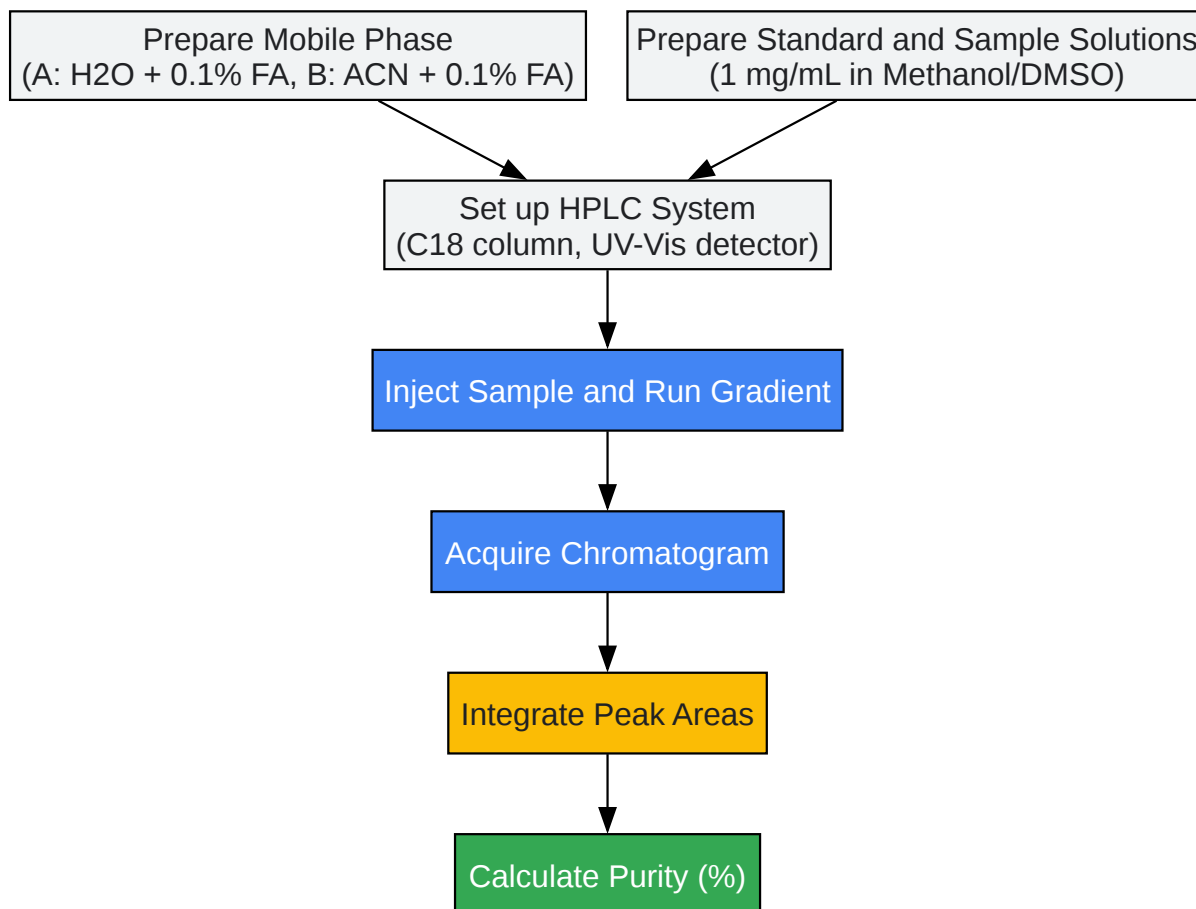 Prepare Mobile Phase
(A: H2O + 0.1% FA, B: ACN + 0.1% FA)
Prepare Standard and Sample Solutions
(1 mg/mL in Methanol/DMSO)
Set up HPLC System
(C18 column, UV-Vis detector)
Inject Sample and Run Gradient
Acquire Chromatogram
Integrate Peak Areas
Calculate Purity (%)